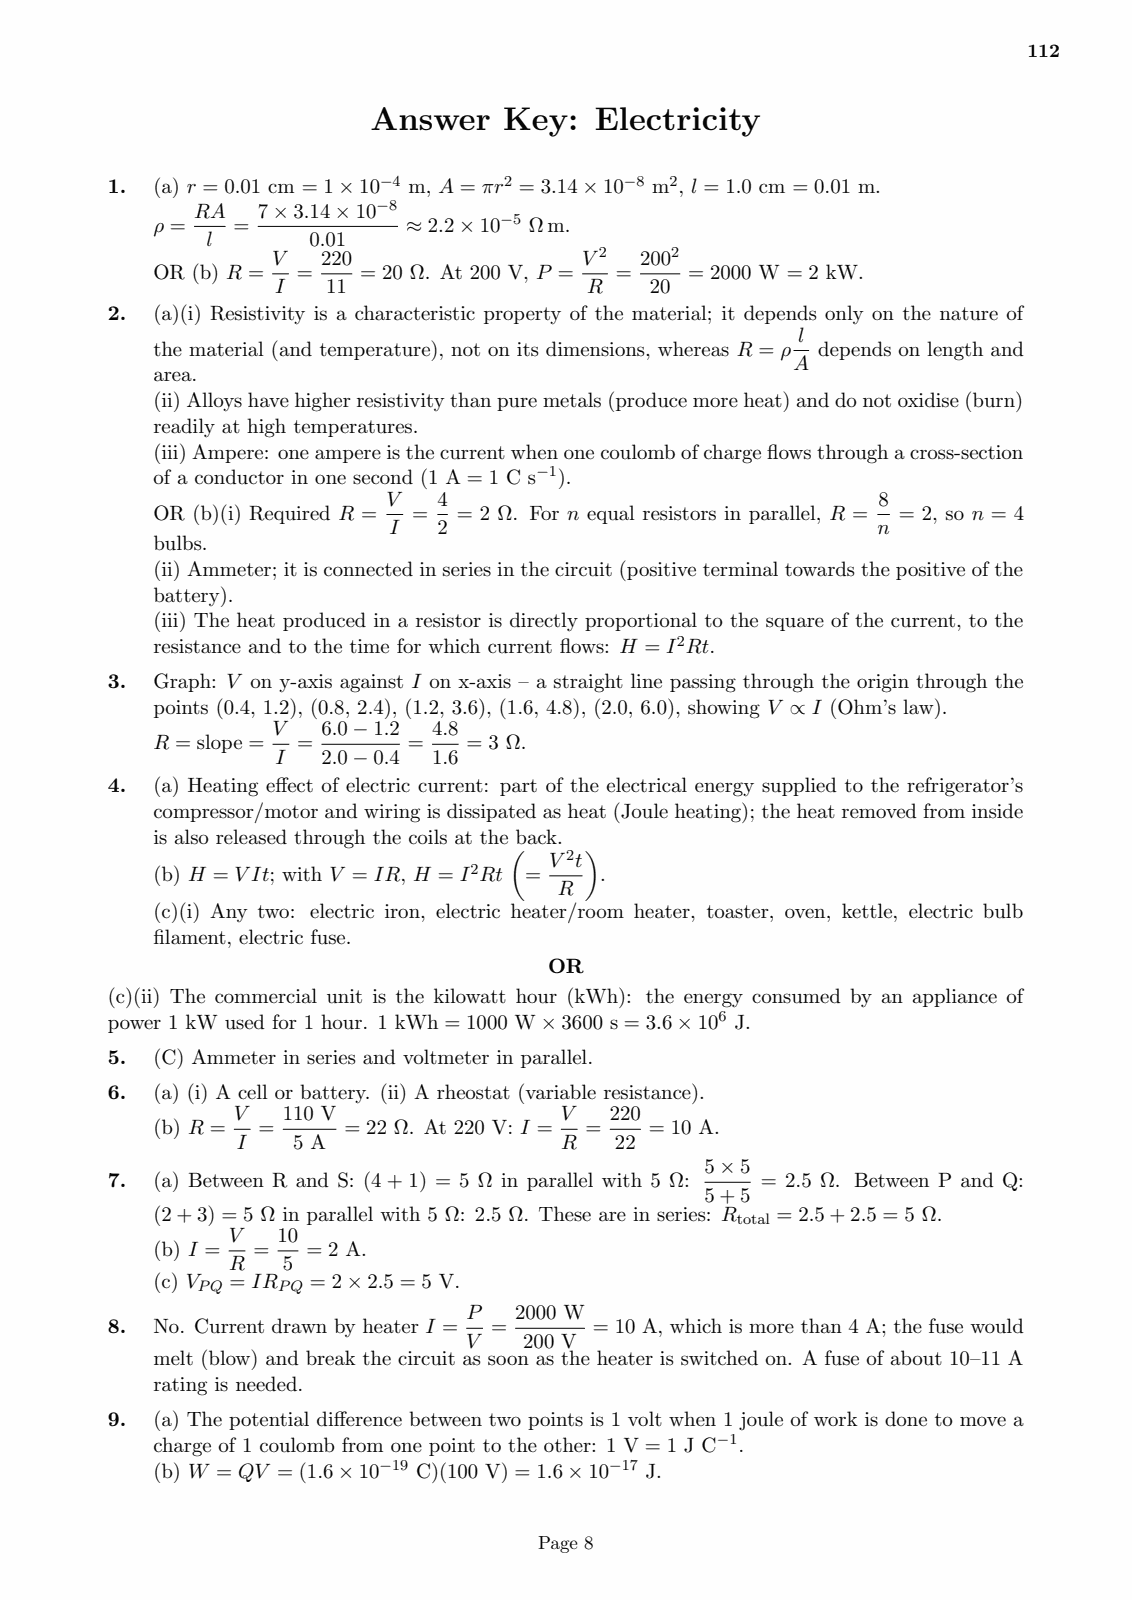 112
Answer Key: Electricity
1. (a) r = 0.01 cm = 1 × 10⁻⁴ m, A = πr² = 3.14 × 10⁻⁸ m², l = 1.0 cm = 0.01 m.
ρ = RA/l = (7 × 3.14 × 10⁻⁸)/0.01 ≈ 2.2 × 10⁻⁵ Ω m.
OR (b) R = V/I = 220/11 = 20 Ω. At 200 V, P = V²/R = 200²/20 = 2000 W = 2 kW.
2. (a)(i) Resistivity is a characteristic property of the material; it depends only on the nature of
the material (and temperature), not on its dimensions, whereas R = ρ l/A depends on length and
area.
(ii) Alloys have higher resistivity than pure metals (produce more heat) and do not oxidise (burn)
readily at high temperatures.
(iii) Ampere: one ampere is the current when one coulomb of charge flows through a cross-section
of a conductor in one second (1 A = 1 C s⁻¹).
OR (b)(i) Required R = V/I = 4/2 = 2 Ω. For n equal resistors in parallel, R = 8/n = 2, so n = 4
bulbs.
(ii) Ammeter; it is connected in series in the circuit (positive terminal towards the positive of the
battery).
(iii) The heat produced in a resistor is directly proportional to the square of the current, to the
resistance and to the time for which current flows: H = I²Rt.
3. Graph: V on y-axis against I on x-axis – a straight line passing through the origin through the
points (0.4, 1.2), (0.8, 2.4), (1.2, 3.6), (1.6, 4.8), (2.0, 6.0), showing V ∝ I (Ohm's law).
R = slope = V/I = (6.0 − 1.2)/(2.0 − 0.4) = 4.8/1.6 = 3 Ω.
4. (a) Heating effect of electric current: part of the electrical energy supplied to the refrigerator's
compressor/motor and wiring is dissipated as heat (Joule heating); the heat removed from inside
is also released through the coils at the back.
(b) H = VIt; with V = IR, H = I²Rt (= V²t/R).
(c)(i) Any two: electric iron, electric heater/room heater, toaster, oven, kettle, electric bulb
filament, electric fuse.
OR
(c)(ii) The commercial unit is the kilowatt hour (kWh): the energy consumed by an appliance of
power 1 kW used for 1 hour. 1 kWh = 1000 W × 3600 s = 3.6 × 10⁶ J.
5. (C) Ammeter in series and voltmeter in parallel.
6. (a) (i) A cell or battery. (ii) A rheostat (variable resistance).
(b) R = V/I = 110 V/5 A = 22 Ω. At 220 V: I = V/R = 220/22 = 10 A.
7. (a) Between R and S: (4 + 1) = 5 Ω in parallel with 5 Ω: (5 × 5)/(5 + 5) = 2.5 Ω. Between P and Q:
(2 + 3) = 5 Ω in parallel with 5 Ω: 2.5 Ω. These are in series: R_total = 2.5 + 2.5 = 5 Ω.
(b) I = V/R = 10/5 = 2 A.
(c) V_PQ = IR_PQ = 2 × 2.5 = 5 V.
8. No. Current drawn by heater I = P/V = 2000 W/200 V = 10 A, which is more than 4 A; the fuse would
melt (blow) and break the circuit as soon as the heater is switched on. A fuse of about 10–11 A
rating is needed.
9. (a) The potential difference between two points is 1 volt when 1 joule of work is done to move a
charge of 1 coulomb from one point to the other: 1 V = 1 J C⁻¹.
(b) W = QV = (1.6 × 10⁻¹⁹ C)(100 V) = 1.6 × 10⁻¹⁷ J.
Page 8